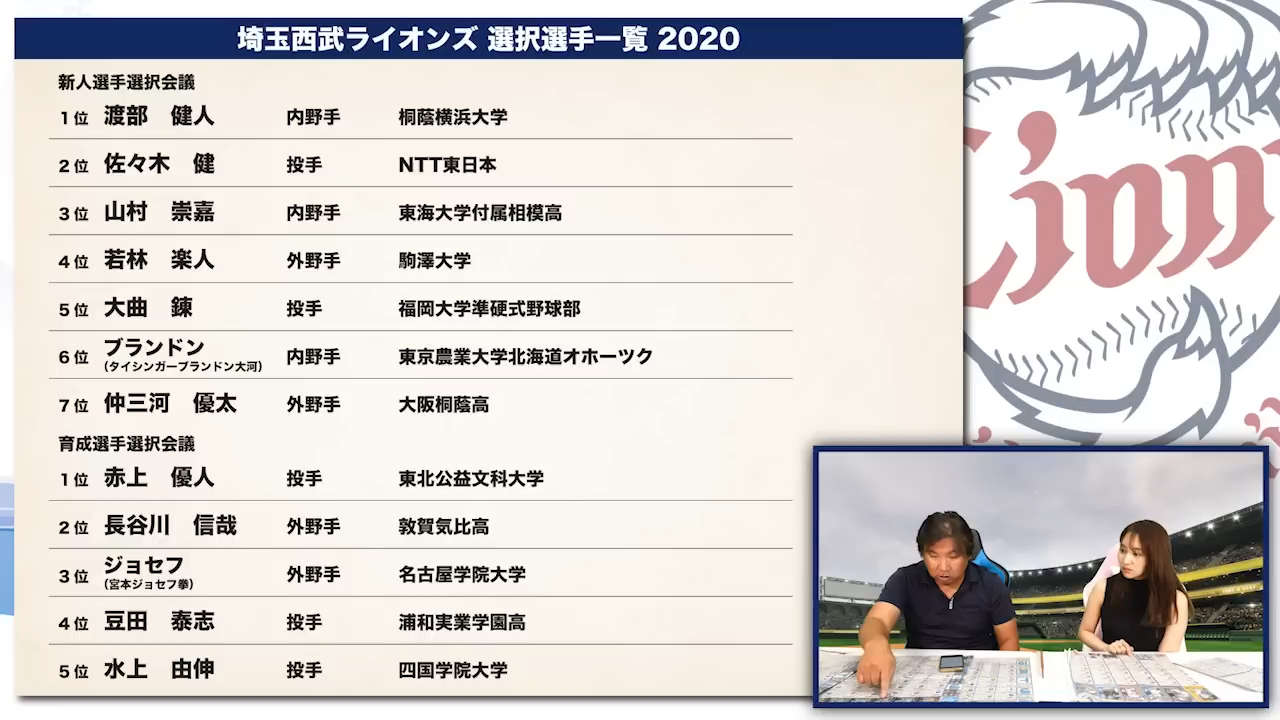 埼玉西武ライオンズ 選択選手一覧 2020
新人選手選択会議
1位 渡部 健人 内野手 桐蔭横浜大学
2位 佐々木 健 投手 NTT東日本
3位 山村 崇嘉 内野手 東海大学付属相模高
4位 若林 楽人 外野手 駒澤大学
5位 大曲 錬 投手 福岡大学準硬式野球部
6位 ブランドン 内野手 東京農業大学北海道オホーツク
(タイシンガーブランドン大河)
7位 仲三河 優太 外野手 大阪桐蔭高
育成選手選択会議
1位 赤上 優人 投手 東北公益文科大学
2位 長谷川 信哉 外野手 敦賀気比高
3位 ジョセフ 外野手 名古屋学院大学
(宮本ジョセフ拳)
4位 豆田 泰志 投手 浦和実業学園高
5位 水上 由伸 投手 四国学院大学
Lions